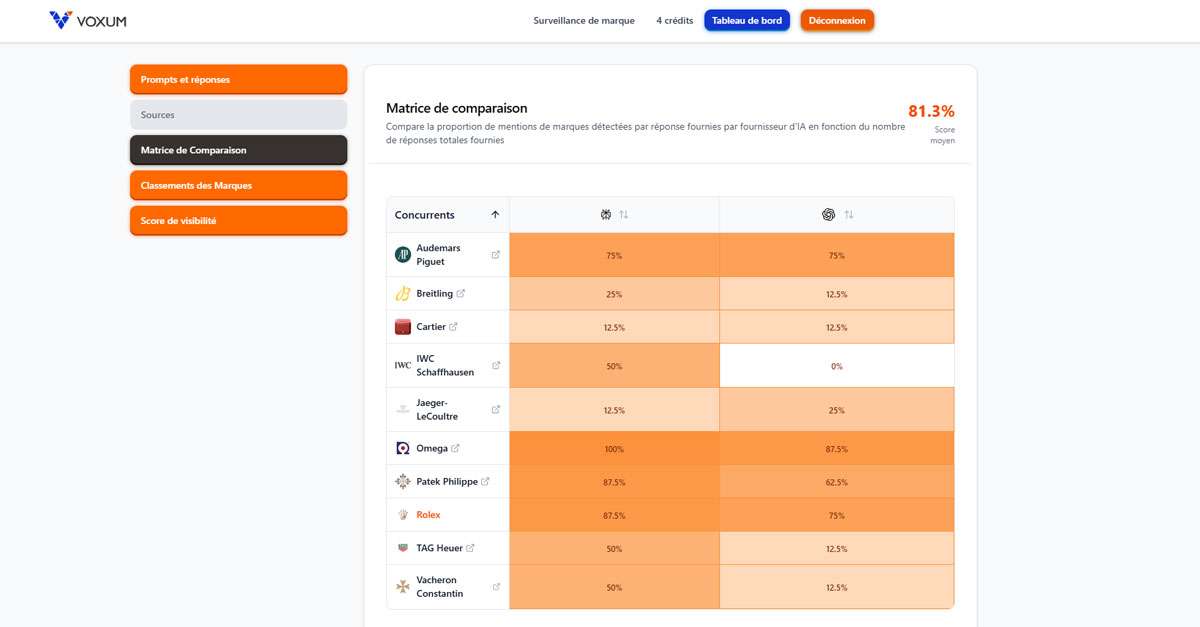 VOXUM
Surveillance de marque
4 crédits
Tableau de bord
Déconnexion
Prompts et réponses
Sources
Matrice de Comparaison
Classements des Marques
Score de visibilité
Matrice de comparaison
Compare la proportion de mentions de marques détectées par réponse fournies par fournisseur d'IA en fonction du nombre
de réponses totales fournies
81.3%
Score
moyen
Concurrents
AP
Audemars
Piguet
75%
75%
Breitling
25%
12.5%
Cartier
12.5%
12.5%
IWC
IWC
Schaffhausen
50%
0%
Jaeger-
LeCoultre
12.5%
25%
Omega
100%
87.5%
Patek Philippe
87.5%
62.5%
Rolex
87.5%
75%
TAG Heuer
50%
12.5%
Vacheron
Constantin
50%
12.5%